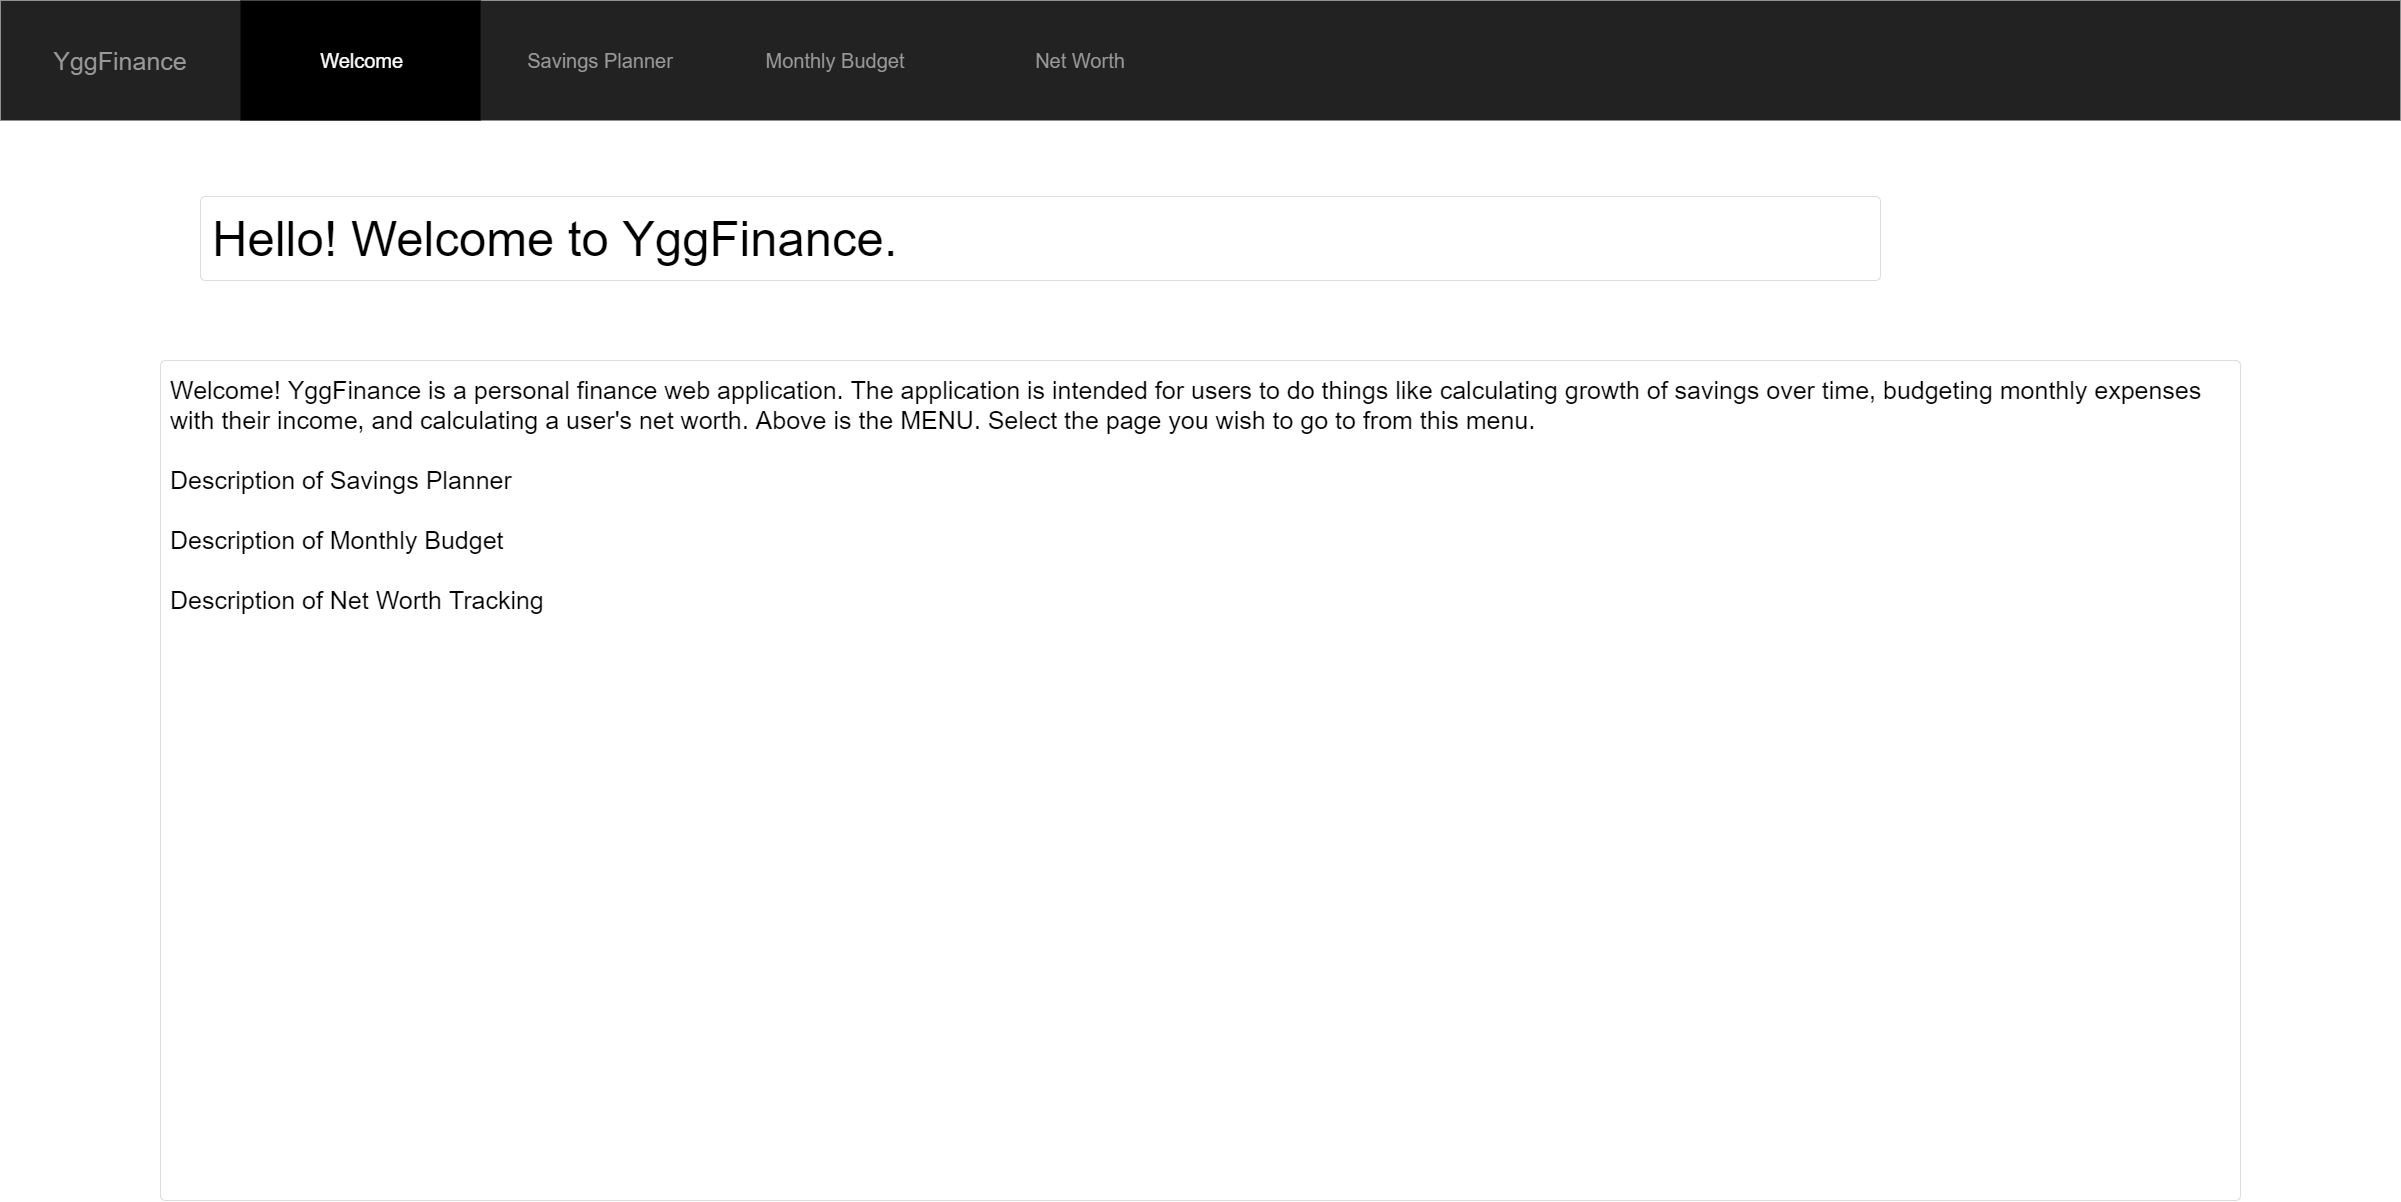 YggFinance
Welcome
Savings Planner
Monthly Budget
Net Worth
Hello! Welcome to YggFinance.
Welcome! YggFinance is a personal finance web application. The application is intended for users to do things like calculating growth of savings over time, budgeting monthly expenses
with their income, and calculating a user's net worth. Above is the MENU. Select the page you wish to go to from this menu.
Description of Savings Planner
Description of Monthly Budget
Description of Net Worth Tracking